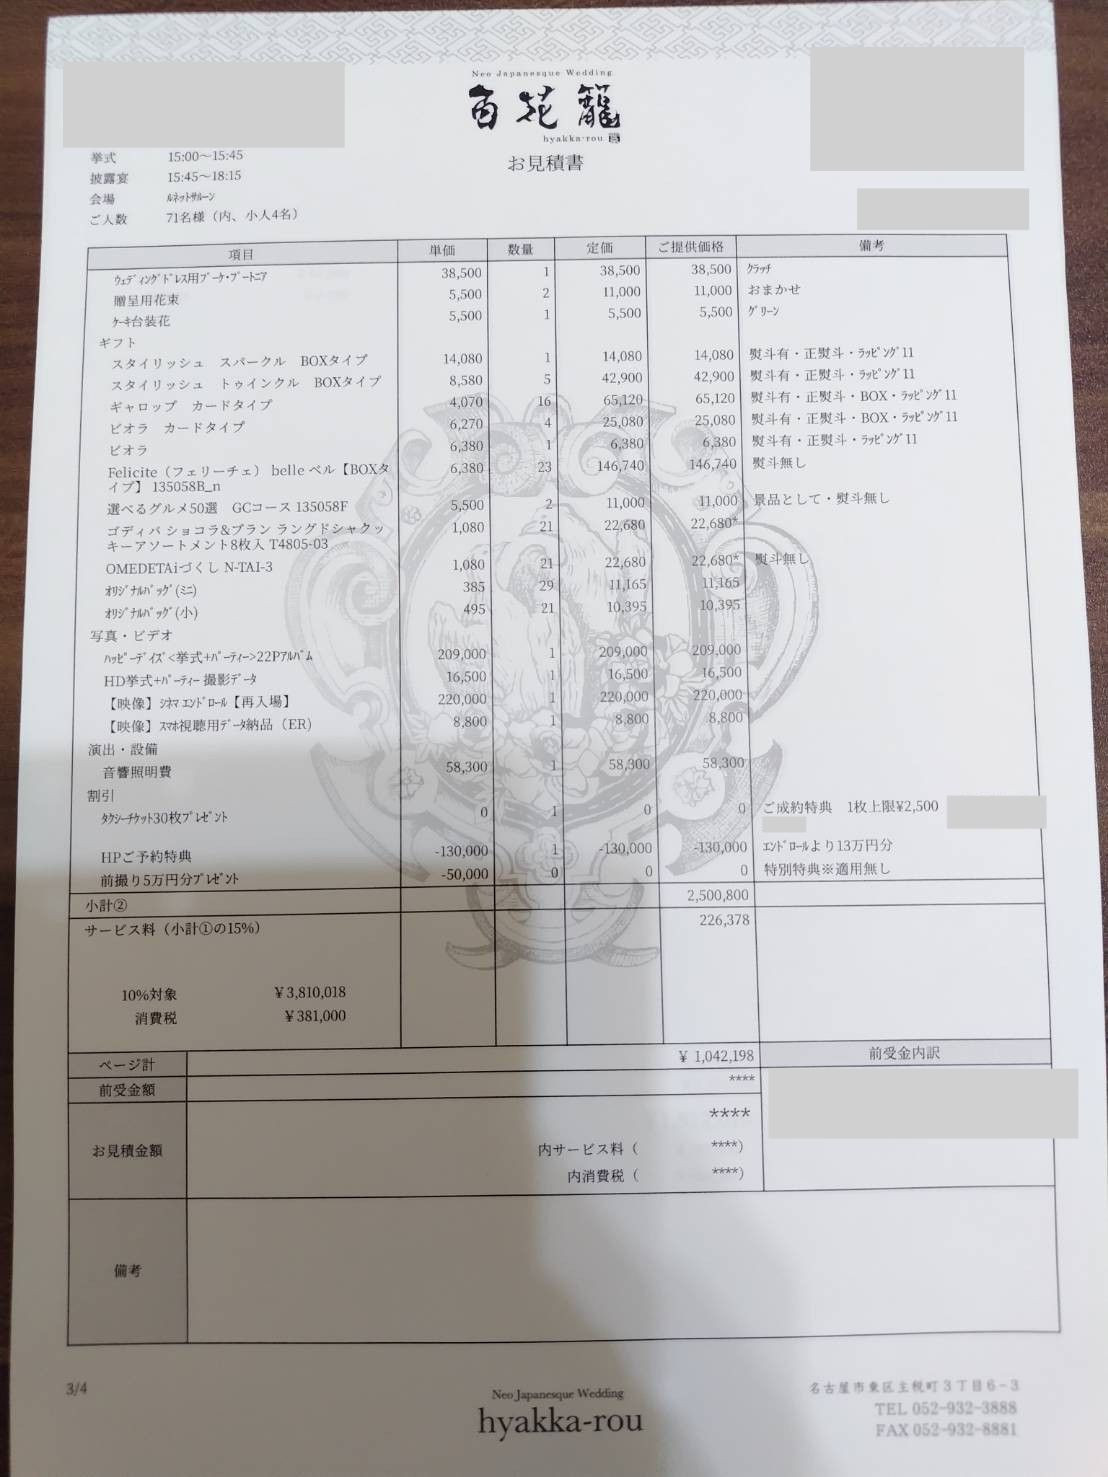 Neo Japanesque Wedding
百花籠
hyakka-rou
お見積書
挙式 15:00〜15:45
披露宴 15:45〜18:15
会場 ルネットサルーン
ご人数 71名様（内、小人4名）
項目 単価 数量 定価 ご提供価格 備考
ウェディングドレス用ブーケ・ブートニア 38,500 1 38,500 38,500 クラッチ
贈呈用花束 5,500 2 11,000 11,000 おまかせ
ケーキ台装花 5,500 1 5,500 5,500 グリーン
ギフト
スタイリッシュ スパークル BOXタイプ 14,080 1 14,080 14,080 熨斗有・正熨斗・ラッピング11
スタイリッシュ トゥインクル BOXタイプ 8,580 5 42,900 42,900 熨斗有・正熨斗・ラッピング11
ギャロップ カードタイプ 4,070 16 65,120 65,120 熨斗有・正熨斗・BOX・ラッピング11
ビオラ カードタイプ 6,270 4 25,080 25,080 熨斗有・正熨斗・BOX・ラッピング11
ビオラ 6,380 1 6,380 6,380 熨斗有・正熨斗・ラッピング11
Felicite（フェリーチェ） belle ベル【BOXタ 6,380 23 146,740 146,740 熨斗無し
イプ】 135058B_n
選べるグルメ50選 GCコース 135058F 5,500 2 11,000 11,000 景品として・熨斗無し
ゴディバ ショコラ&ブラン ラングドシャクッ 1,080 21 22,680 22,680*
キーアソートメント8枚入 T4805-03
OMEDETAiづくし N-TAI-3 1,080 21 22,680 22,680* 熨斗無し
オリジナルバッグ(ミニ) 385 29 11,165 11,165
オリジナルバッグ(小) 495 21 10,395 10,395
写真・ビデオ
ハッピーデイズ<挙式+パーティー>22Pアルバム 209,000 1 209,000 209,000
HD挙式+パーティー 撮影データ 16,500 1 16,500 16,500
【映像】シネマ エンドロール【再入場】 220,000 1 220,000 220,000
【映像】スマホ視聴用データ納品（ER) 8,800 1 8,800 8,800
演出・設備
音響照明費 58,300 1 58,300 58,300
割引
タクシーチケット30枚プレゼント 0 1 0 0 ご成約特典 1枚上限¥2,500
HPご予約特典 -130,000 1 -130,000 -130,000 エンドロールより13万円分
前撮り5万円分プレゼント -50,000 0 0 0 特別特典※適用無し
小計② 2,500,800
サービス料（小計①の15%） 226,378
10%対象 ¥3,810,018
消費税 ¥381,000
ページ計 ¥ 1,042,198 前受金内訳
前受金額 ****
お見積金額 ****
内サービス料（ ****）
内消費税（ ****）
備考
3/4
Neo Japanesque Wedding
hyakka-rou
名古屋市東区主税町3丁目6-3
TEL 052-932-3888
FAX 052-932-8881